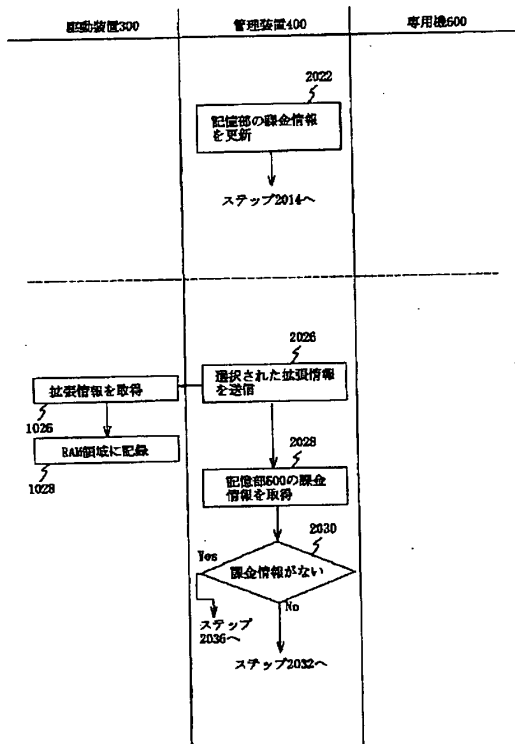 駆動装置300
管理装置400
専用機600
2022
記憶部の課金情報
を更新
ステップ2014へ
2026
選択された拡張情報
を送信
拡張情報を取得
1026
RAM領域に記録
1028
2028
記憶部500の課金
情報を取得
2030
Yes
課金情報がない
No
ステップ
2036へ
ステップ2032へ